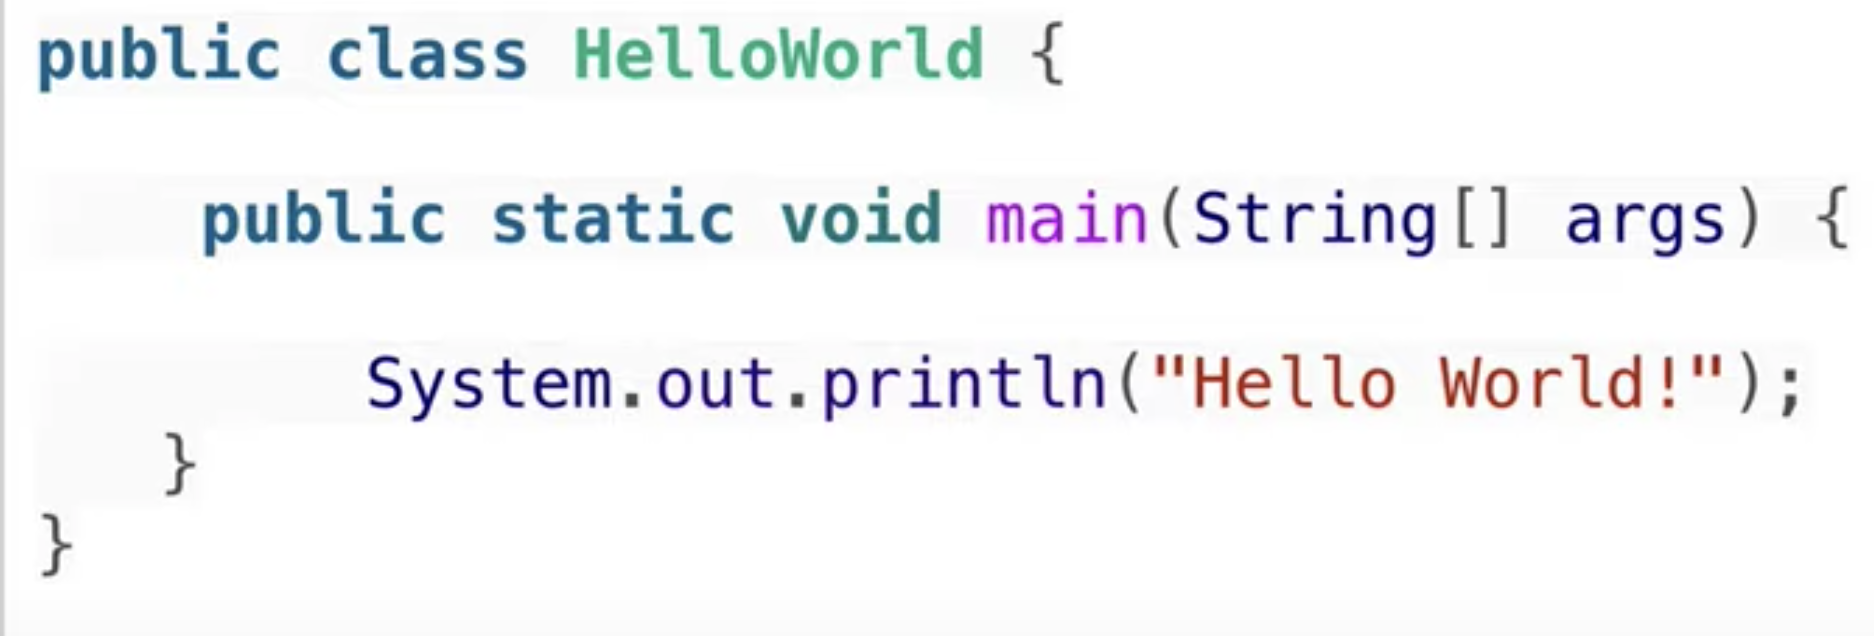 public class HelloWorld {
    public static void main(String[] args) {
        System.out.println("Hello World!");
   }
}